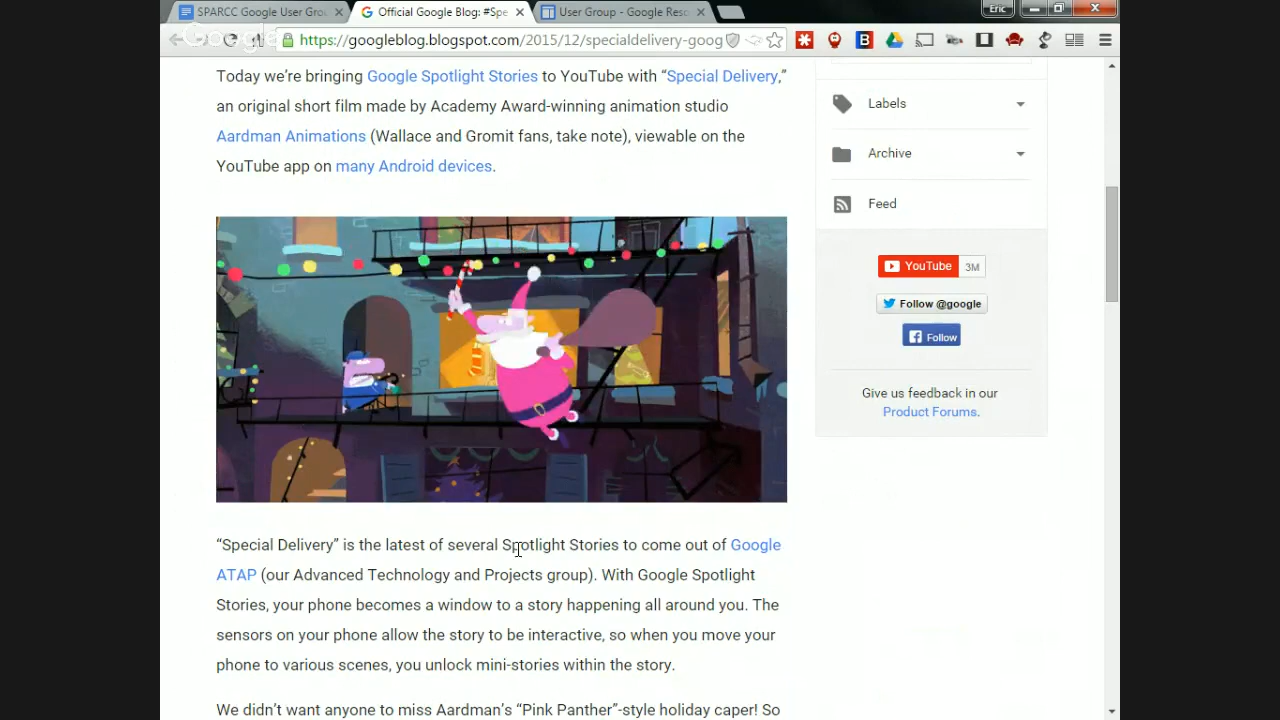 SPARCC Google User Grou
Official Google Blog: #Spe
User Group - Google Reso
Eric
Google
https://googleblog.blogspot.com/2015/12/specialdelivery-goog
Today we're bringing Google Spotlight Stories to YouTube with “Special Delivery,”
an original short film made by Academy Award-winning animation studio
Aardman Animations (Wallace and Gromit fans, take note), viewable on the
YouTube app on many Android devices.
“Special Delivery” is the latest of several Spotlight Stories to come out of Google
ATAP (our Advanced Technology and Projects group). With Google Spotlight
Stories, your phone becomes a window to a story happening all around you. The
sensors on your phone allow the story to be interactive, so when you move your
phone to various scenes, you unlock mini-stories within the story.
We didn't want anyone to miss Aardman's “Pink Panther”-style holiday caper! So
Labels
Archive
Feed
YouTube 3M
Follow @google
Follow
Give us feedback in our
Product Forums.